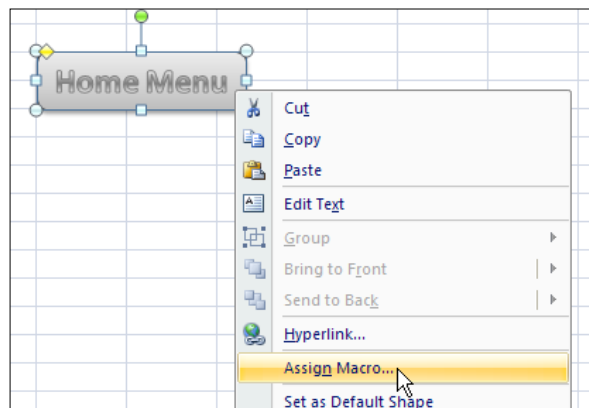 Home Menu
Cut
Copy
Paste
Edit Text
Group
Bring to Front
Send to Back
Hyperlink...
Assign Macro...
Set as Default Shape